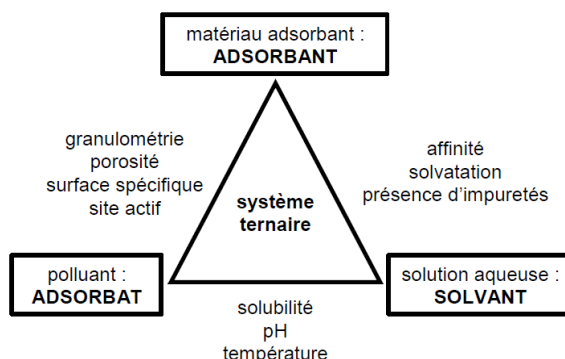 matériau adsorbant :
ADSORBANT
granulométrie
porosité
surface spécifique
site actif
affinité
solvatation
présence d'impuretés
système
ternaire
polluant :
ADSORBAT
solution aqueuse :
SOLVANT
solubilité
pH
température